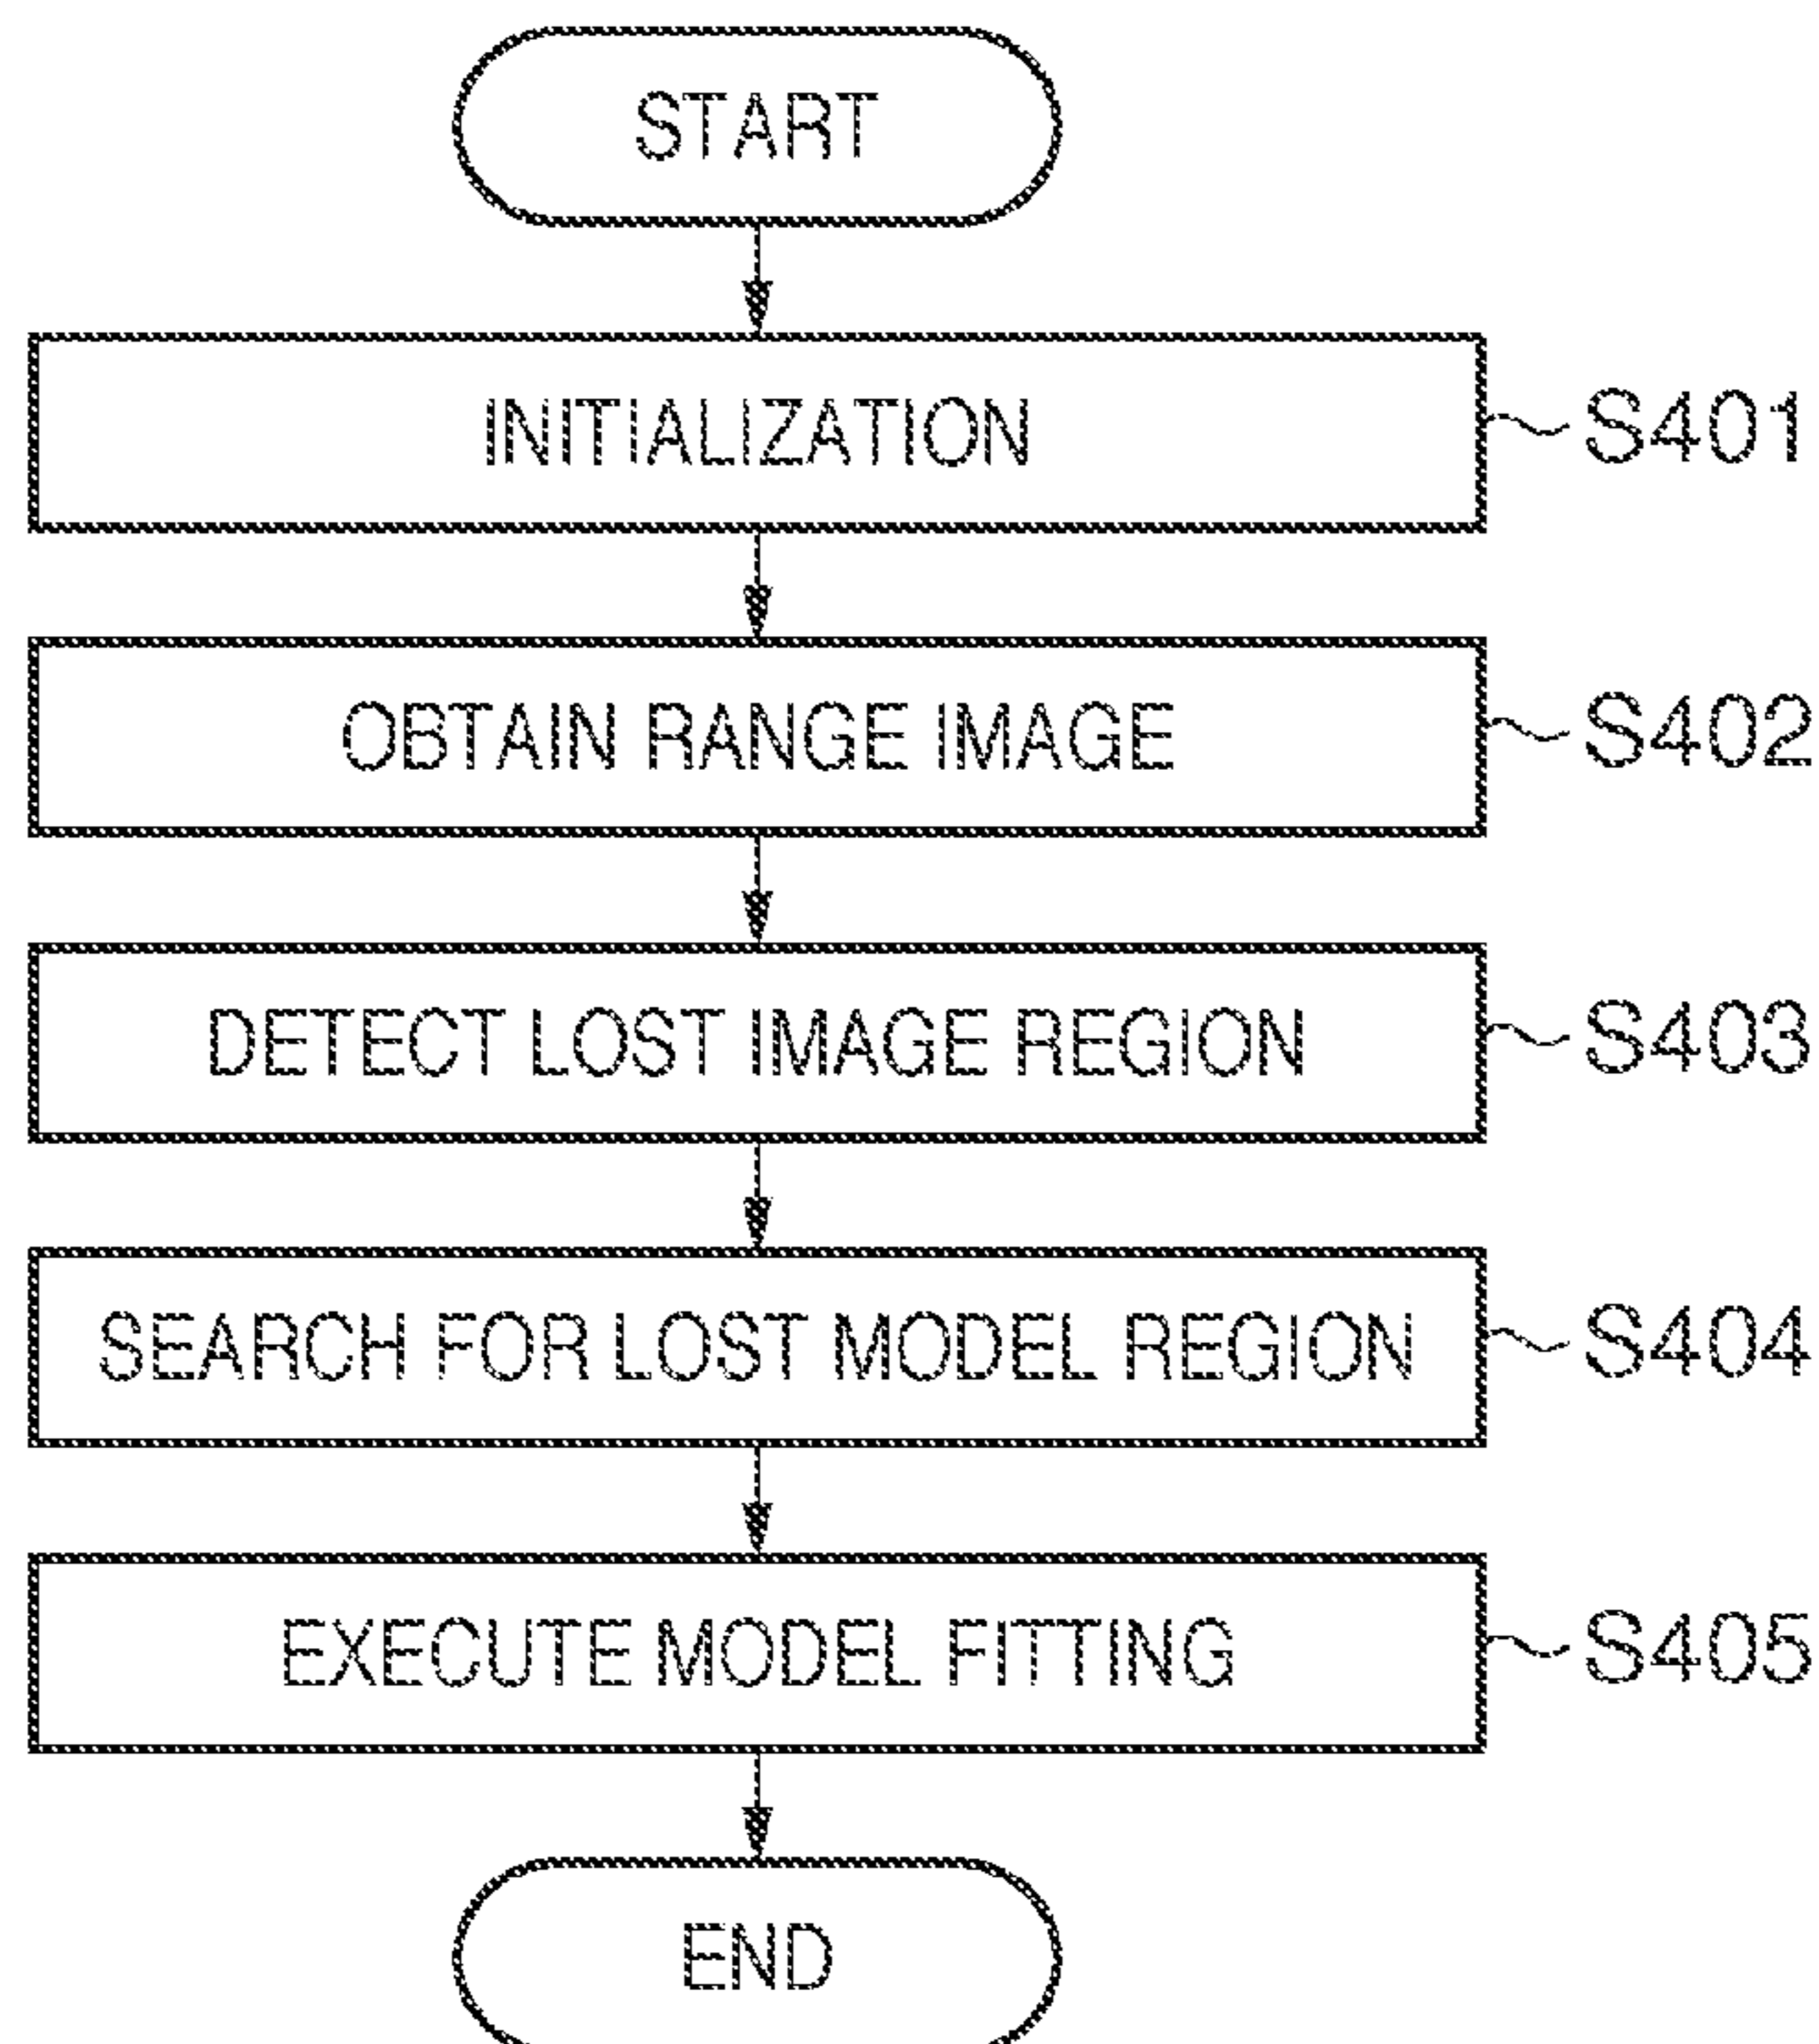 START
INITIALIZATION S401
OBTAIN RANGE IMAGE S402
DETECT LOST IMAGE REGION S403
SEARCH FOR LOST MODEL REGION S404
EXECUTE MODEL FITTING S405
END